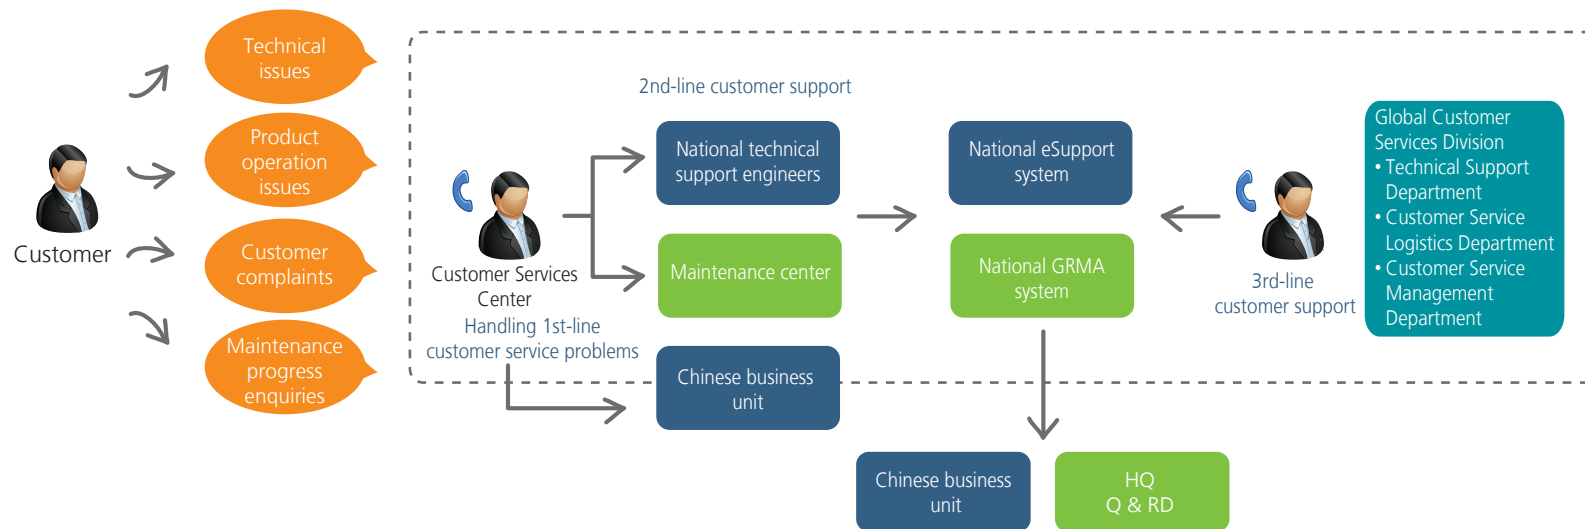 Customer
Technical
issues
Product
operation
issues
Customer
complaints
Maintenance
progress
enquiries
Customer Services
Center
Handling 1st-line
customer service problems
2nd-line customer support
National technical
support engineers
Maintenance center
Chinese business
unit
National eSupport
system
National GRMA
system
Chinese business
unit
HQ
Q & RD
3rd-line
customer support
Global Customer
Services Division
• Technical Support
Department
• Customer Service
Logistics Department
• Customer Service
Management
Department